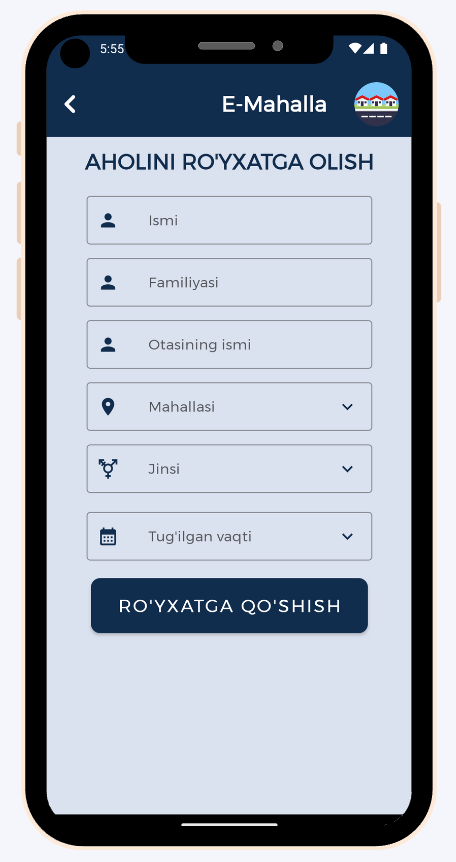 5:55
E-Mahalla
AHOLINI RO'YXATGA OLISH
Ismi
Familiyasi
Otasining ismi
Mahallasi
Jinsi
Tug'ilgan vaqti
RO'YXATGA QO'SHISH